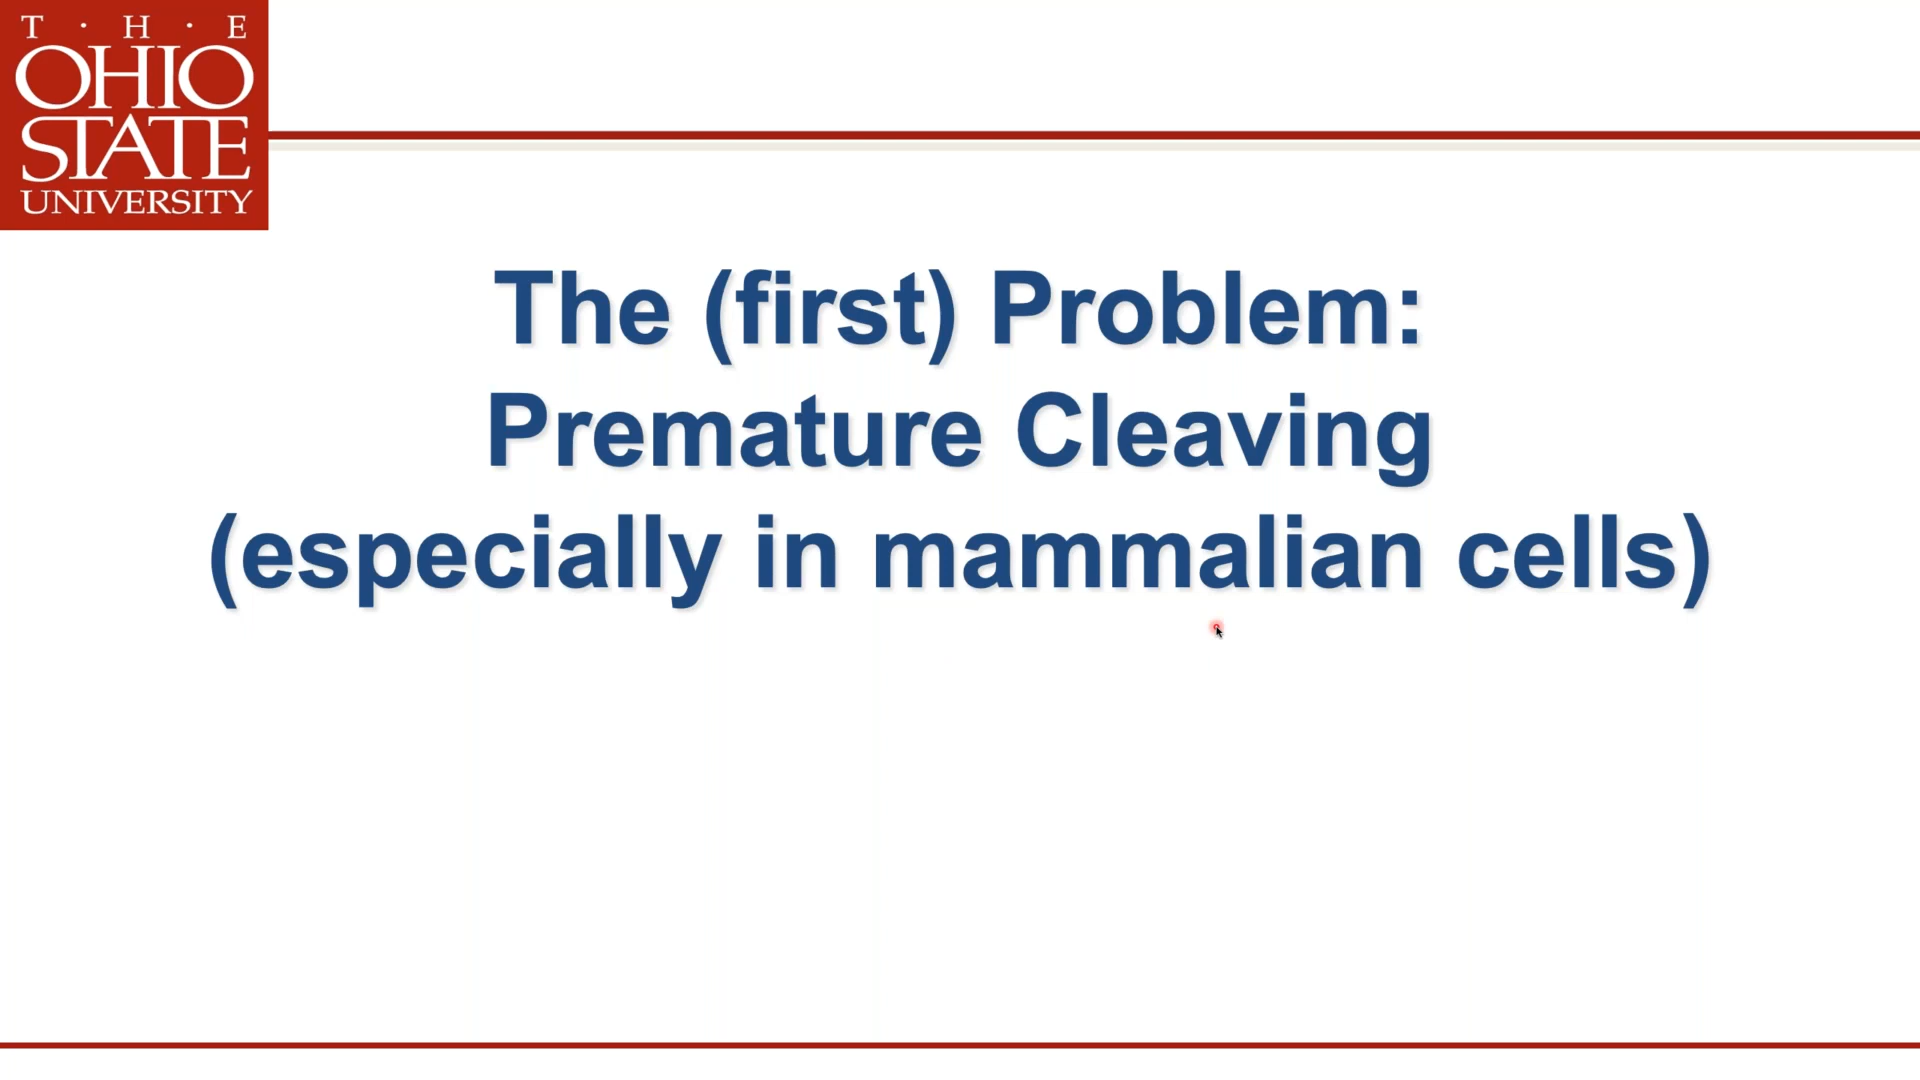 T · H · E
OHIO
STATE
UNIVERSITY
The (first) Problem:
Premature Cleaving
(especially in mammalian cells)